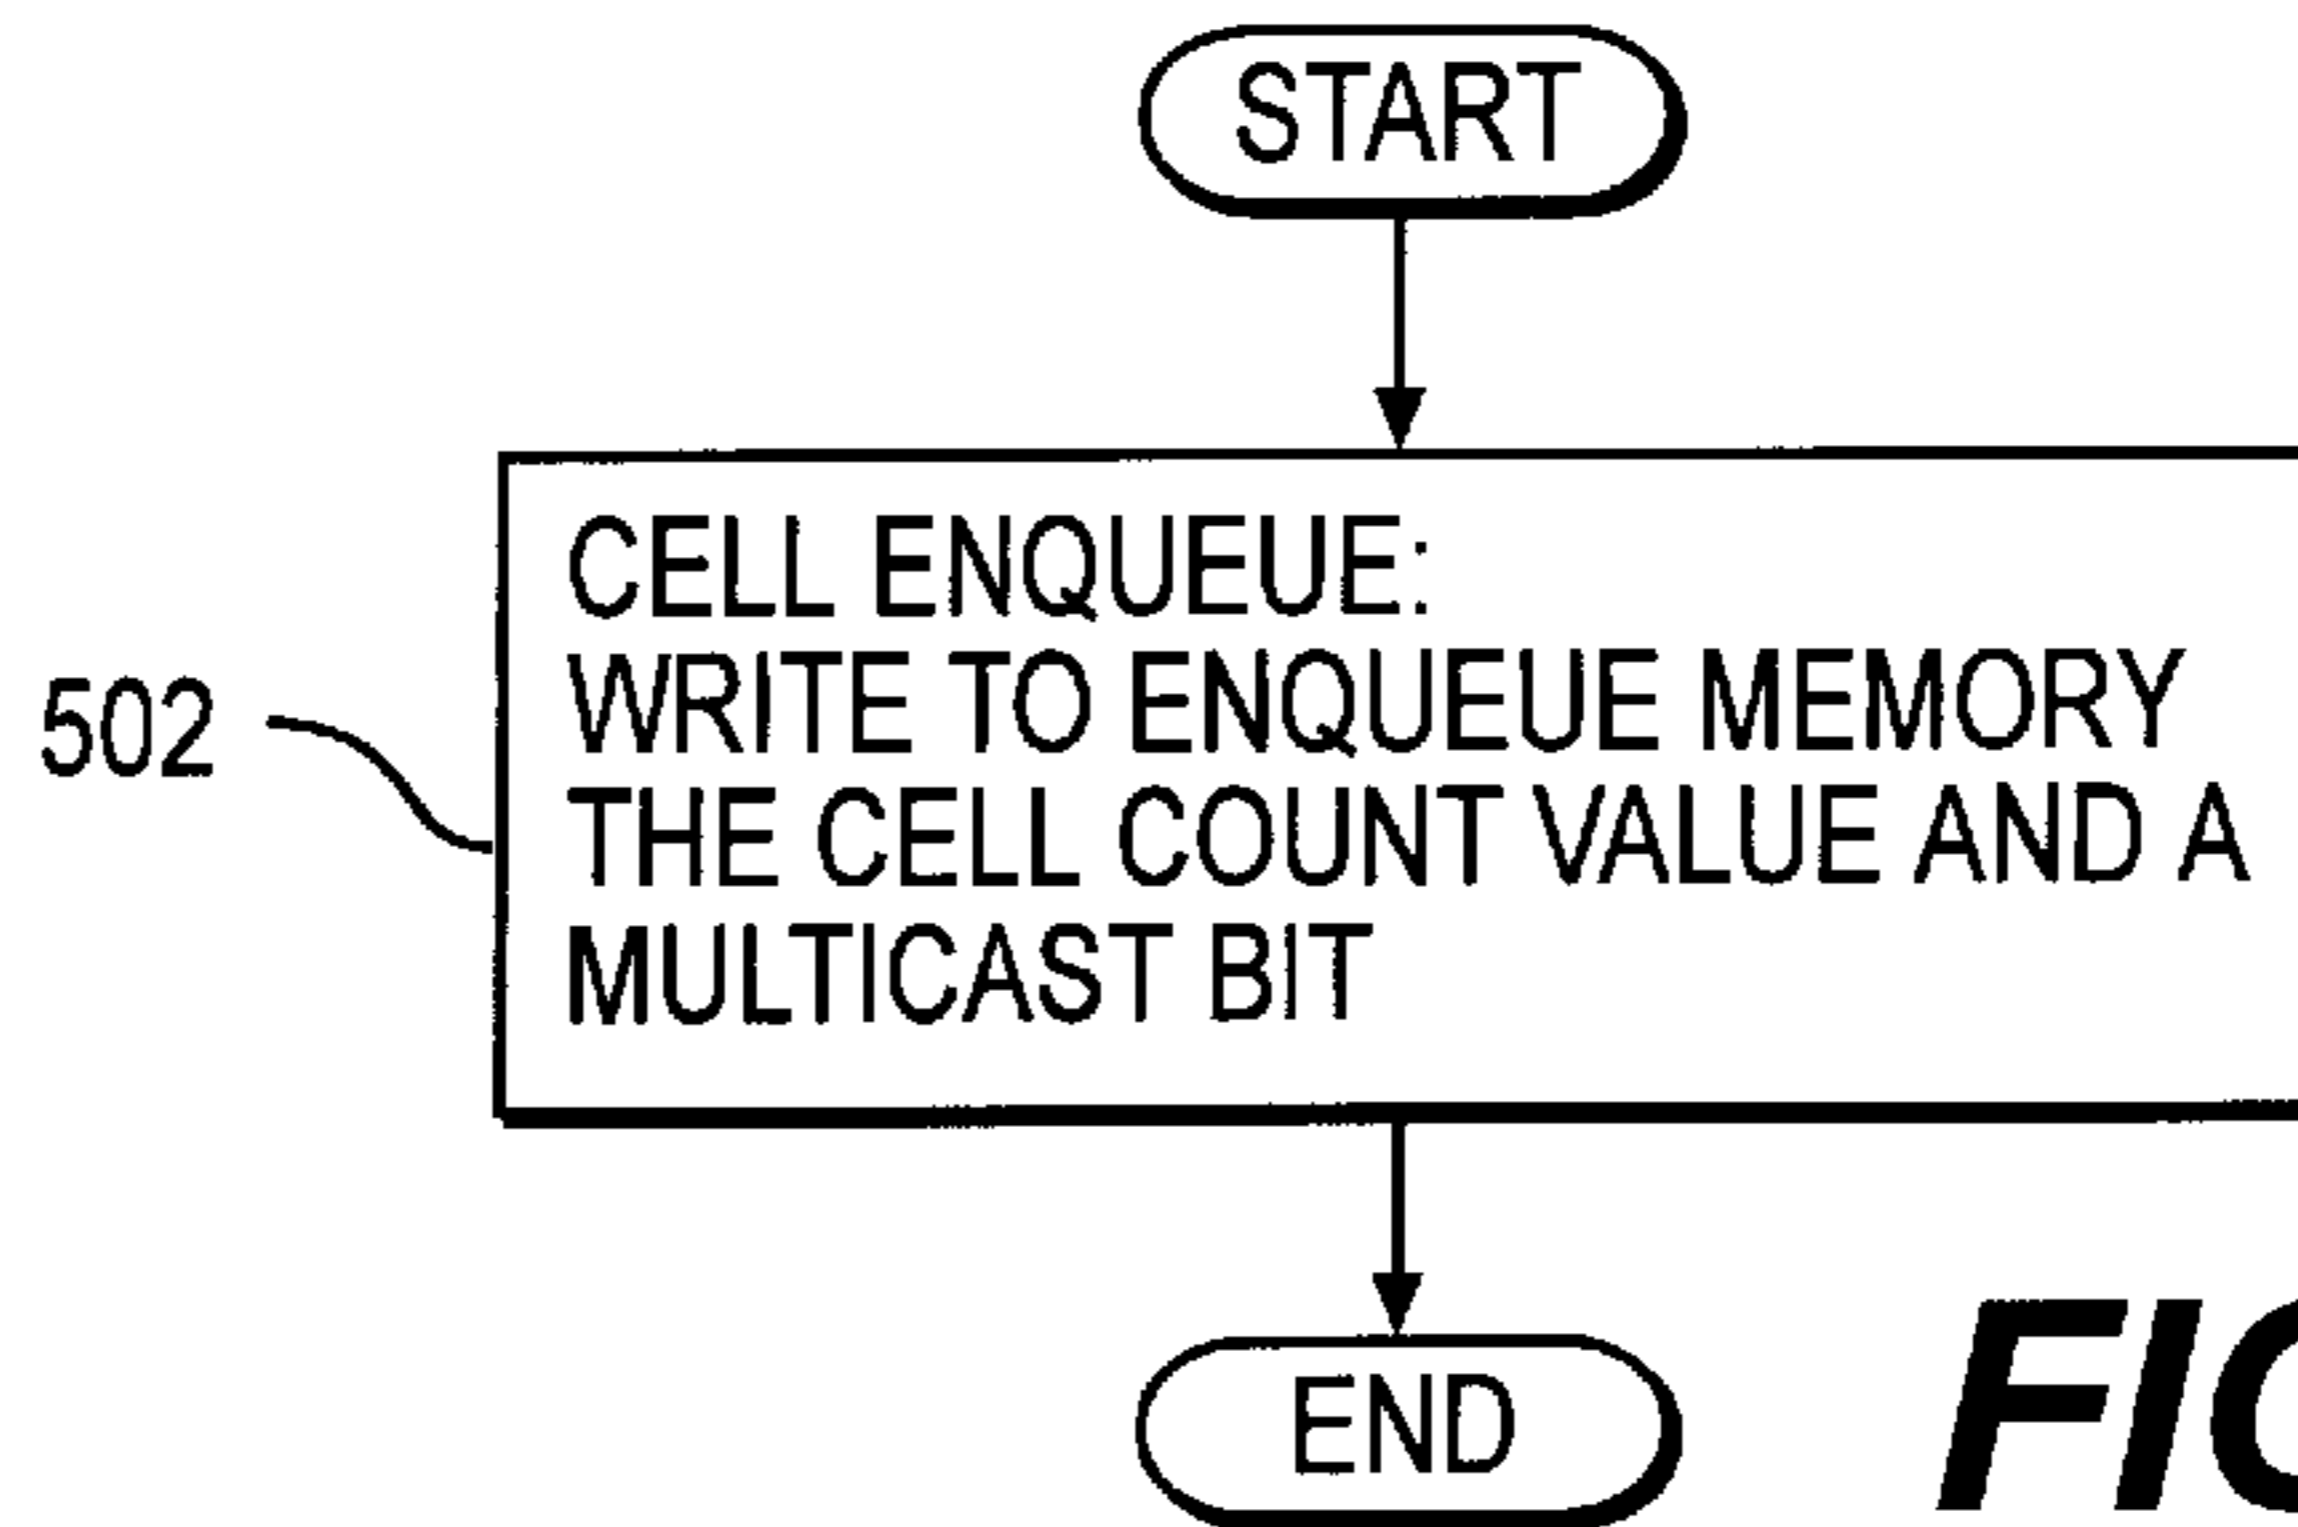 START
CELL ENQUEUE:
WRITE TO ENQUEUE MEMORY
THE CELL COUNT VALUE AND A
MULTICAST BIT
502
END